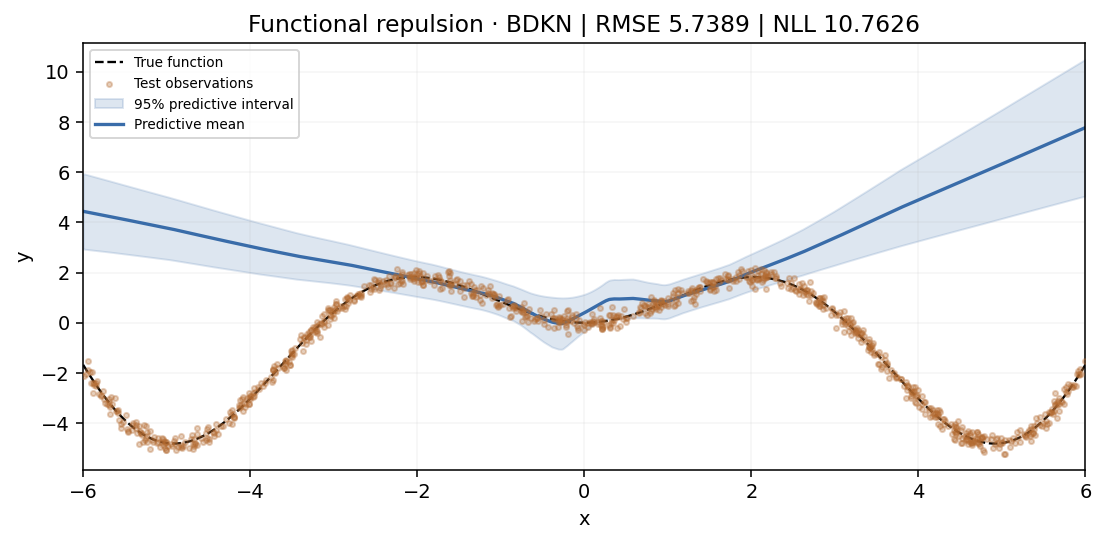 Functional repulsion · BDKN | RMSE 5.7389 | NLL 10.7626
True function
Test observations
95% predictive interval
Predictive mean
y
10
8
6
4
2
0
−2
−4
−6 −4 −2 0 2 4 6
x